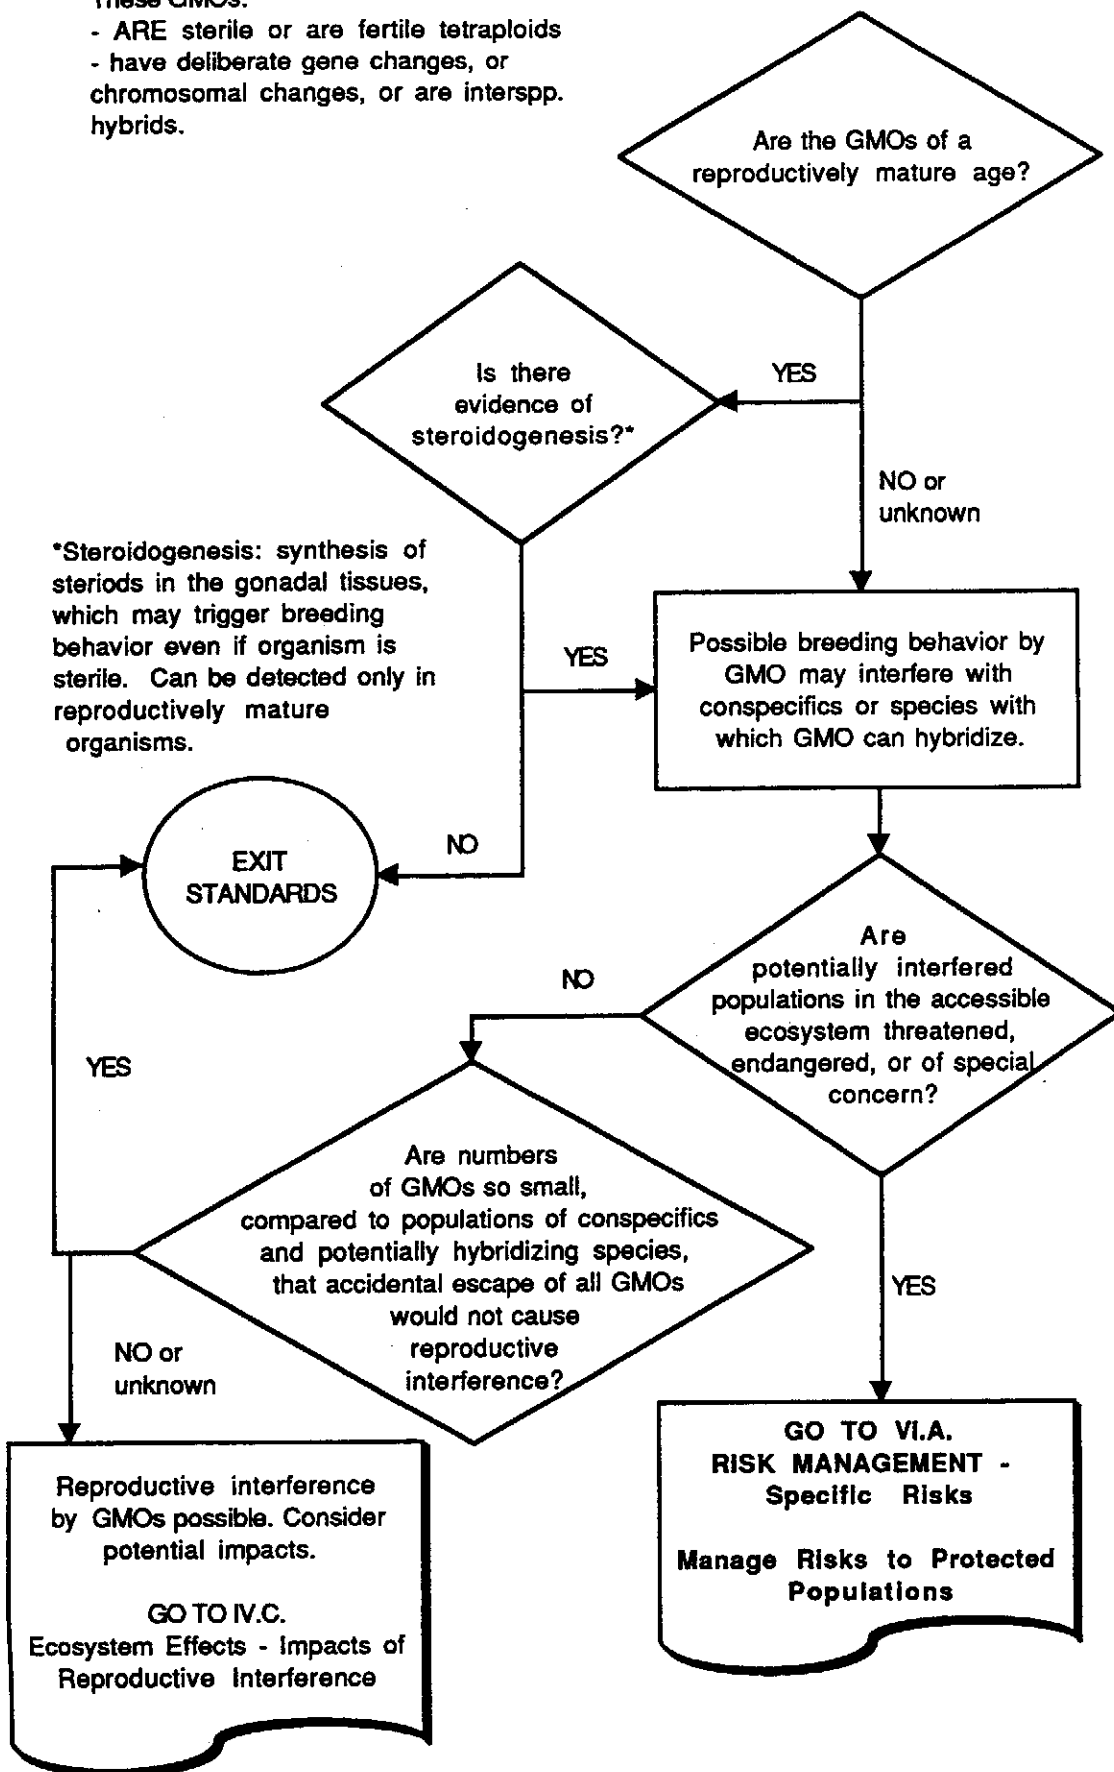 These GMOs:
- ARE sterile or are fertile tetraploids
- have deliberate gene changes, or
chromosomal changes, or are interspp.
hybrids.
Are the GMOs of a
reproductively mature age?
YES
Is there
evidence of
steroidogenesis?*
NO or
unknown
*Steroidogenesis: synthesis of
steriods in the gonadal tissues,
which may trigger breeding
behavior even if organism is
sterile. Can be detected only in
reproductively mature
organisms.
YES
Possible breeding behavior by
GMO may interfere with
conspecifics or species with
which GMO can hybridize.
NO
EXIT
STANDARDS
Are
potentially interfered
populations in the accessible
ecosystem threatened,
endangered, or of special
concern?
NO
YES
Are numbers
of GMOs so small,
compared to populations of conspecifics
and potentially hybridizing species,
that accidental escape of all GMOs
would not cause
reproductive
interference?
YES
NO or
unknown
Reproductive interference
by GMOs possible. Consider
potential impacts.
GO TO IV.C.
Ecosystem Effects - Impacts of
Reproductive Interference
GO TO VI.A.
RISK MANAGEMENT -
Specific Risks
Manage Risks to Protected
Populations